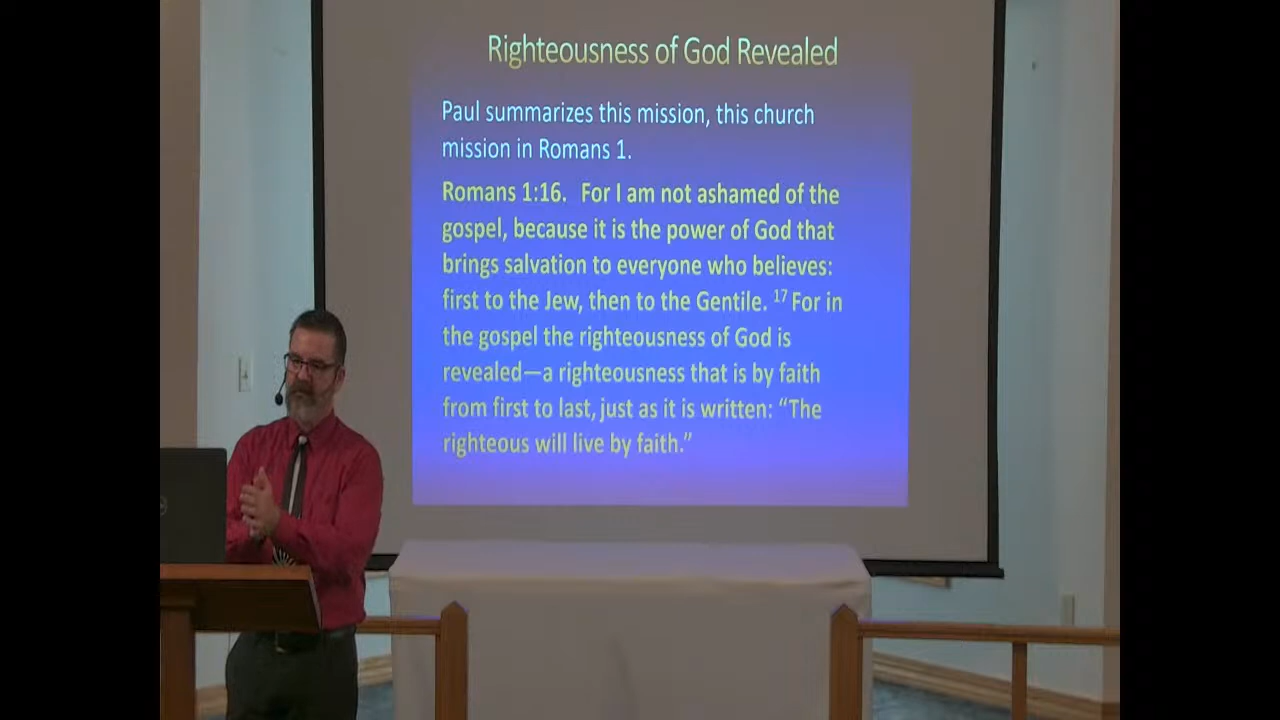 Righteousness of God Revealed
Paul summarizes this mission, this church
mission in Romans 1.
Romans 1:16.  For I am not ashamed of the
gospel, because it is the power of God that
brings salvation to everyone who believes:
first to the Jew, then to the Gentile. ¹⁷ For in
the gospel the righteousness of God is
revealed—a righteousness that is by faith
from first to last, just as it is written: “The
righteous will live by faith.”